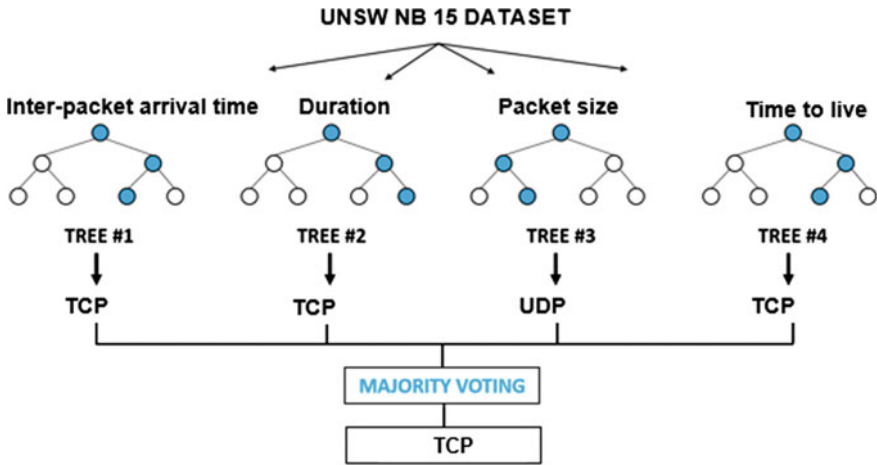 UNSW NB 15 DATASET
Inter-packet arrival time
Duration
Packet size
Time to live
TREE #1
TREE #2
TREE #3
TREE #4
TCP
TCP
UDP
TCP
MAJORITY VOTING
TCP